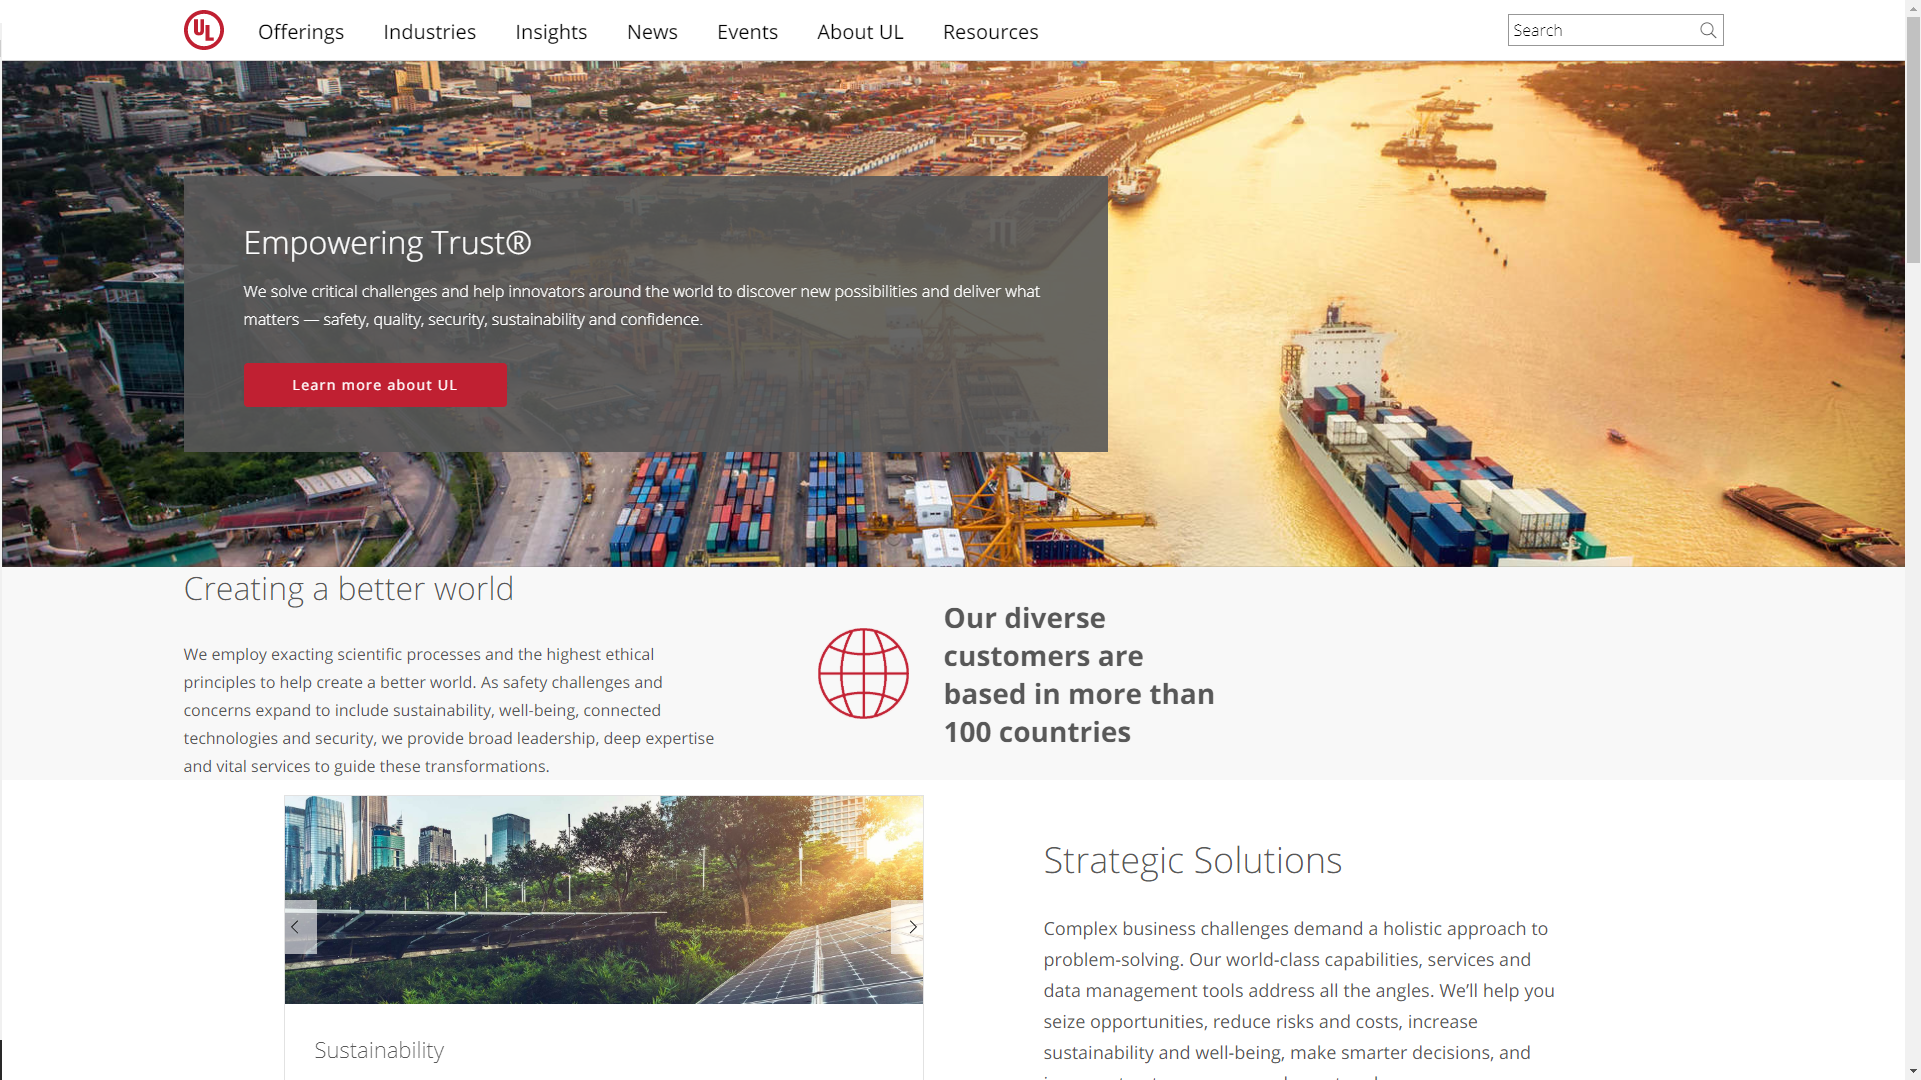 UL
Offerings Industries Insights News Events About UL Resources
Search
Empowering Trust®
We solve critical challenges and help innovators around the world to discover new possibilities and deliver what
matters — safety, quality, security, sustainability and confidence.
Learn more about UL
Creating a better world
We employ exacting scientific processes and the highest ethical
principles to help create a better world. As safety challenges and
concerns expand to include sustainability, well-being, connected
technologies and security, we provide broad leadership, deep expertise
and vital services to guide these transformations.
Our diverse
customers are
based in more than
100 countries
Sustainability
Strategic Solutions
Complex business challenges demand a holistic approach to
problem-solving. Our world-class capabilities, services and
data management tools address all the angles. We’ll help you
seize opportunities, reduce risks and costs, increase
sustainability and well-being, make smarter decisions, and